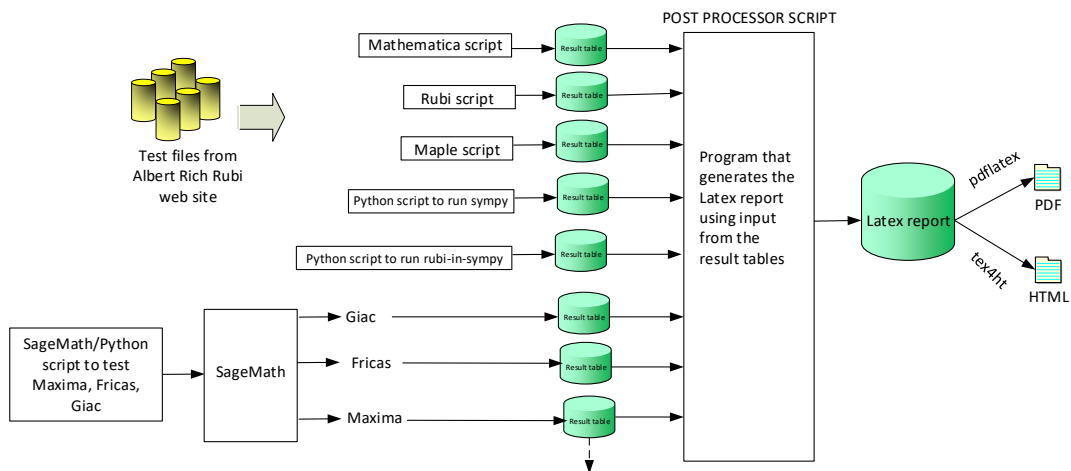 POST PROCESSOR SCRIPT
Mathematica script
Result table
Rubi script
Result table
Maple script
Result table
Python script to run sympy
Result table
Python script to run rubi-in-sympy
Result table
Test files from
Albert Rich Rubi
web site
SageMath/Python
script to test
Maxima, Fricas,
Giac
SageMath
Giac
Result table
Fricas
Result table
Maxima
Result table
Program that
generates the
Latex report
using input
from the
result tables
Latex report
pdflatex
PDF
tex4ht
HTML